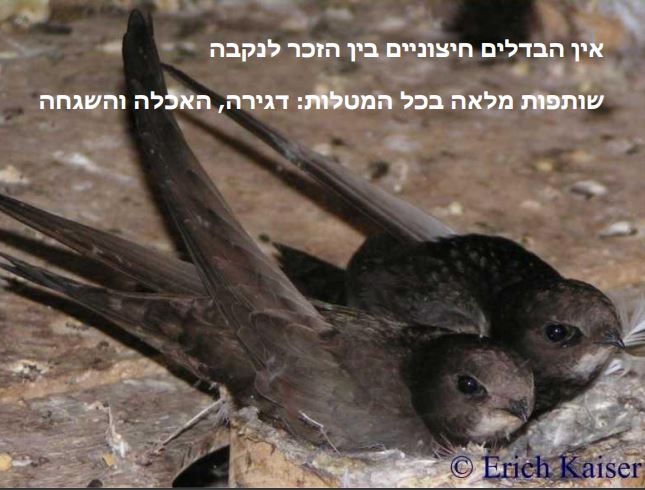 אין הבדלים חיצוניים בין הזכר לנקבה
שותפות מלאה בכל המטלות: דגירה, האכלה והשגחה
© Erich Kaiser